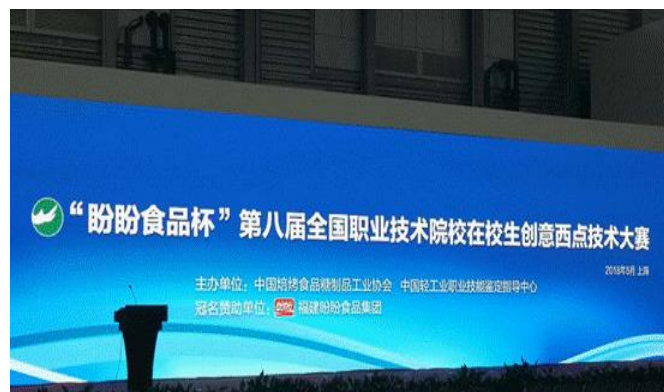 “盼盼食品杯”第八届全国职业技术院校在校生创意西点技术大赛
2018年5月 上海
主办单位：中国焙烤食品糖制品工业协会 中国轻工业职业技能鉴定指导中心
冠名赞助单位： 福建盼盼食品集团